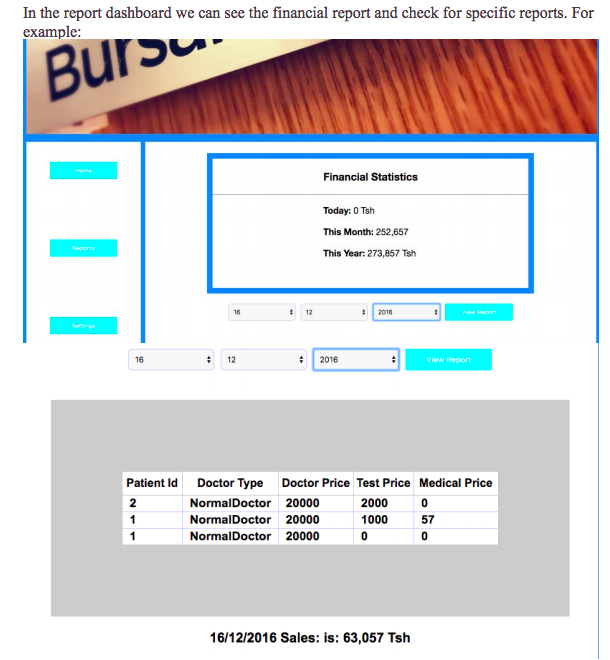 In the report dashboard we can see the financial report and check for specific reports. For
example:
Bursar
Home
Financial Statistics
Today: 0 Tsh
This Month: 252,657
Reports
This Year: 273,857 Tsh
16 12 2016 View Report
Settings
16 12 2016 View Report
Patient Id Doctor Type Doctor Price Test Price Medical Price
2 NormalDoctor 20000 2000 0
1 NormalDoctor 20000 1000 57
1 NormalDoctor 20000 0 0
16/12/2016 Sales: is: 63,057 Tsh